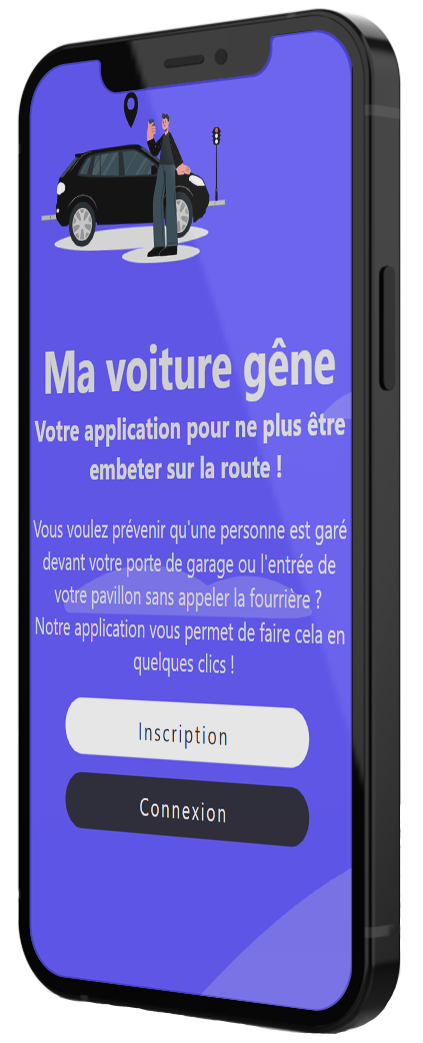 Ma voiture gêne
Votre application pour ne plus être
embeter sur la route !
Vous voulez prévenir qu'une personne est garé
devant votre porte de garage ou l'entrée de
votre pavillon sans appeler la fourrière ?
Notre application vous permet de faire cela en
quelques clics !
Inscription
Connexion